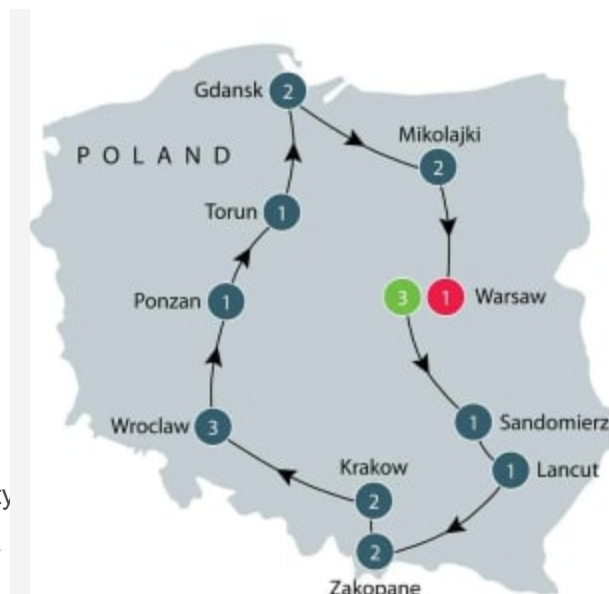 Gdansk 2
Mikolajki
POLAND
2
Torun 1
Ponzan 1
3 1 Warsaw
Wroclaw 3
1 Sandomierz
Krakow
1 Lancut
2
2
Zakopane